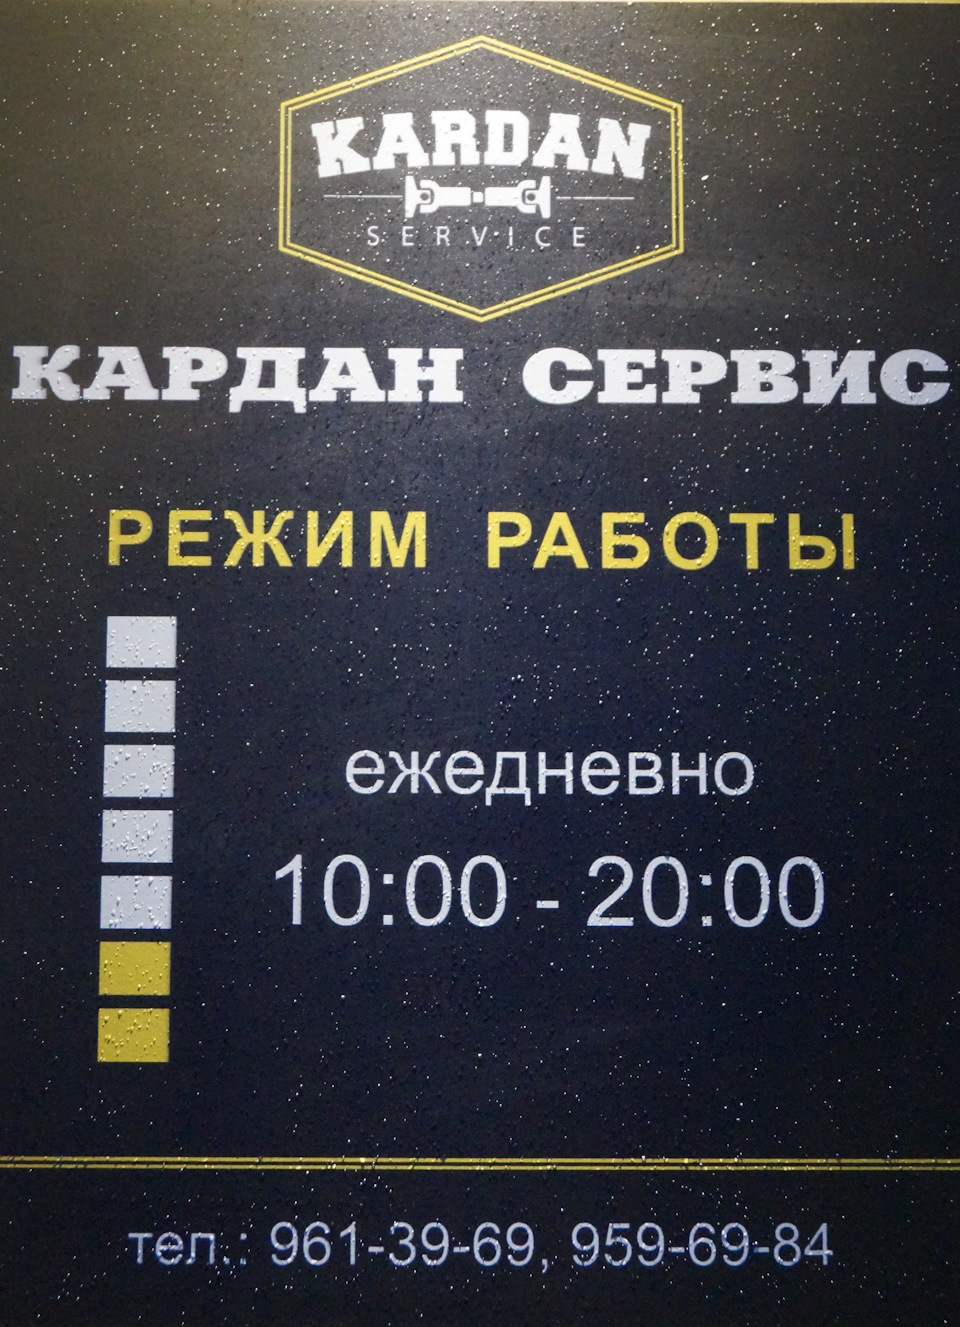 KARDAN
SERVICE
КАРДАН СЕРВИС
РЕЖИМ РАБОТЫ
ежедневно
10:00 - 20:00
тел.: 961-39-69, 959-69-84